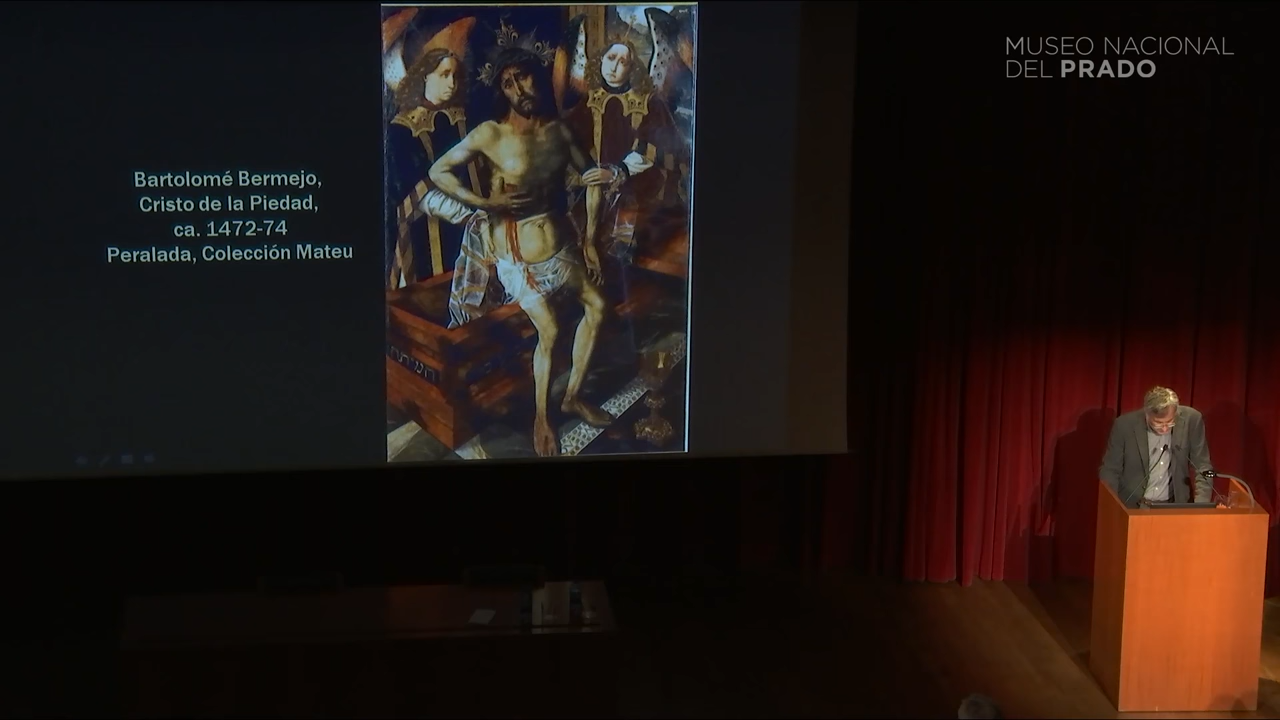 Bartolomé Bermejo,
Cristo de la Piedad,
ca. 1472-74
Peralada, Colección Mateu
MUSEO NACIONAL
DEL PRADO